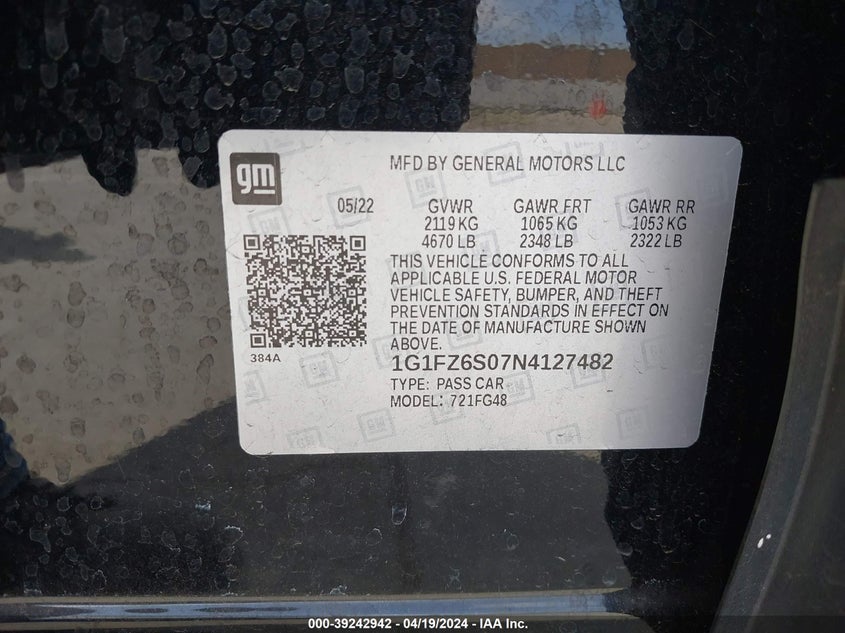 gm
MFD BY GENERAL MOTORS LLC
05/22 GVWR GAWR FRT GAWR RR
2119 KG 1065 KG 1053 KG
4670 LB 2348 LB 2322 LB
THIS VEHICLE CONFORMS TO ALL
APPLICABLE U.S. FEDERAL MOTOR
VEHICLE SAFETY, BUMPER, AND THEFT
PREVENTION STANDARDS IN EFFECT ON
THE DATE OF MANUFACTURE SHOWN
ABOVE.
384A
1G1FZ6S07N4127482
TYPE: PASS CAR
MODEL: 721FG48
000-39242942 - 04/19/2024 - IAA Inc.